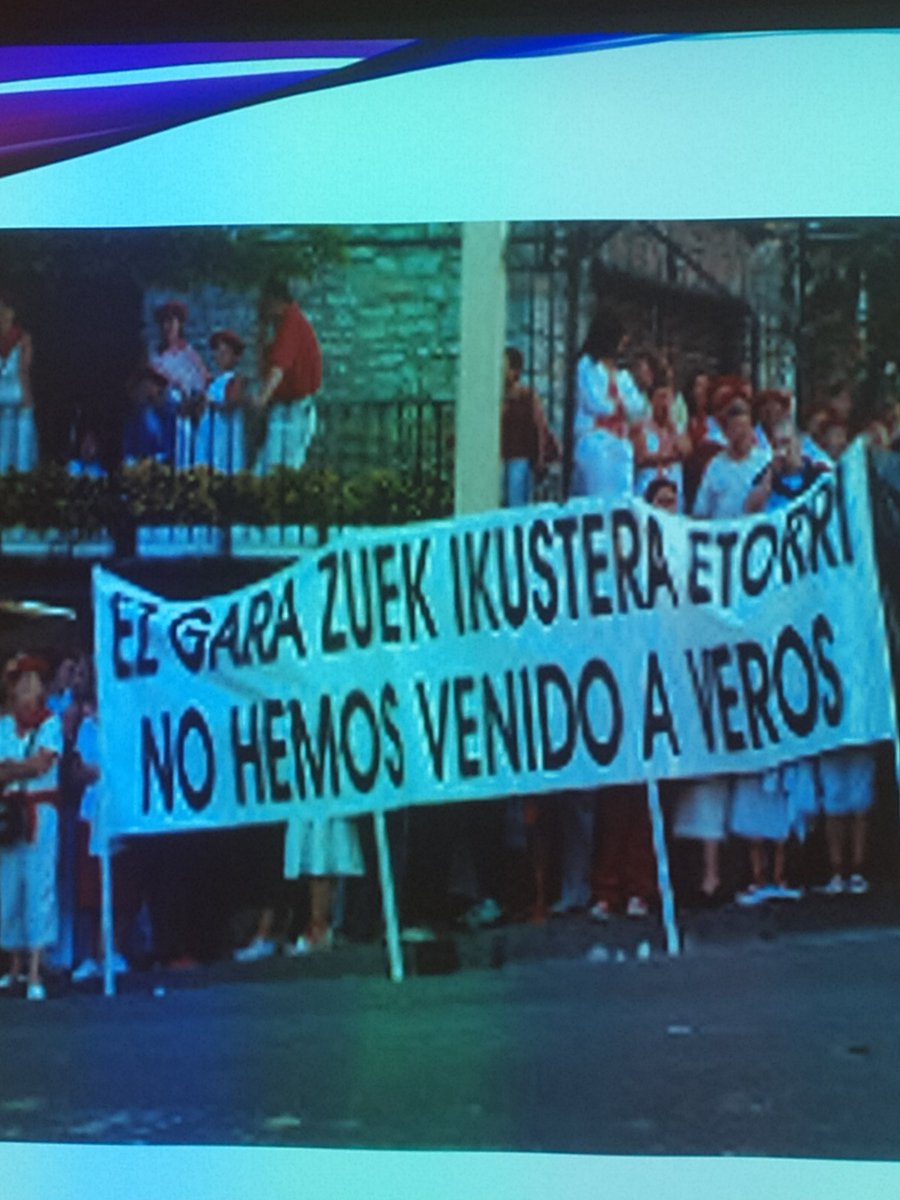 EZ GARA ZUEK IKUSTERA ETORRI
NO HEMOS VENIDO A VEROS